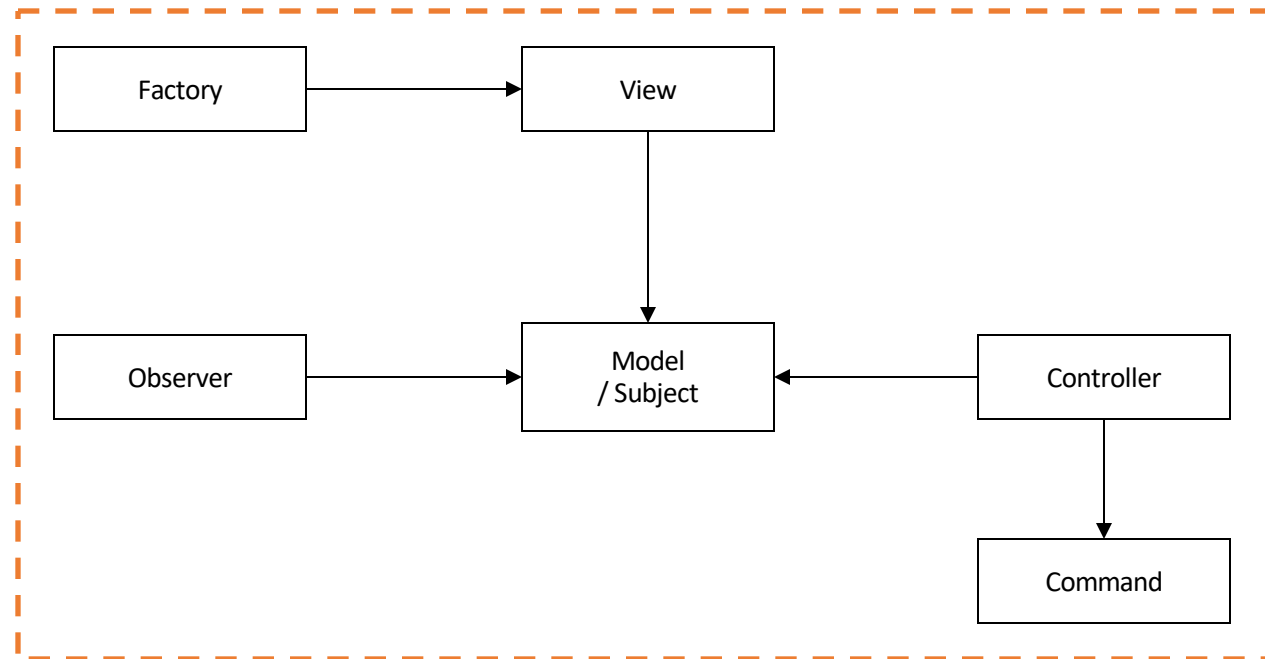 Factory
View
Observer
Model
/ Subject
Controller
Command